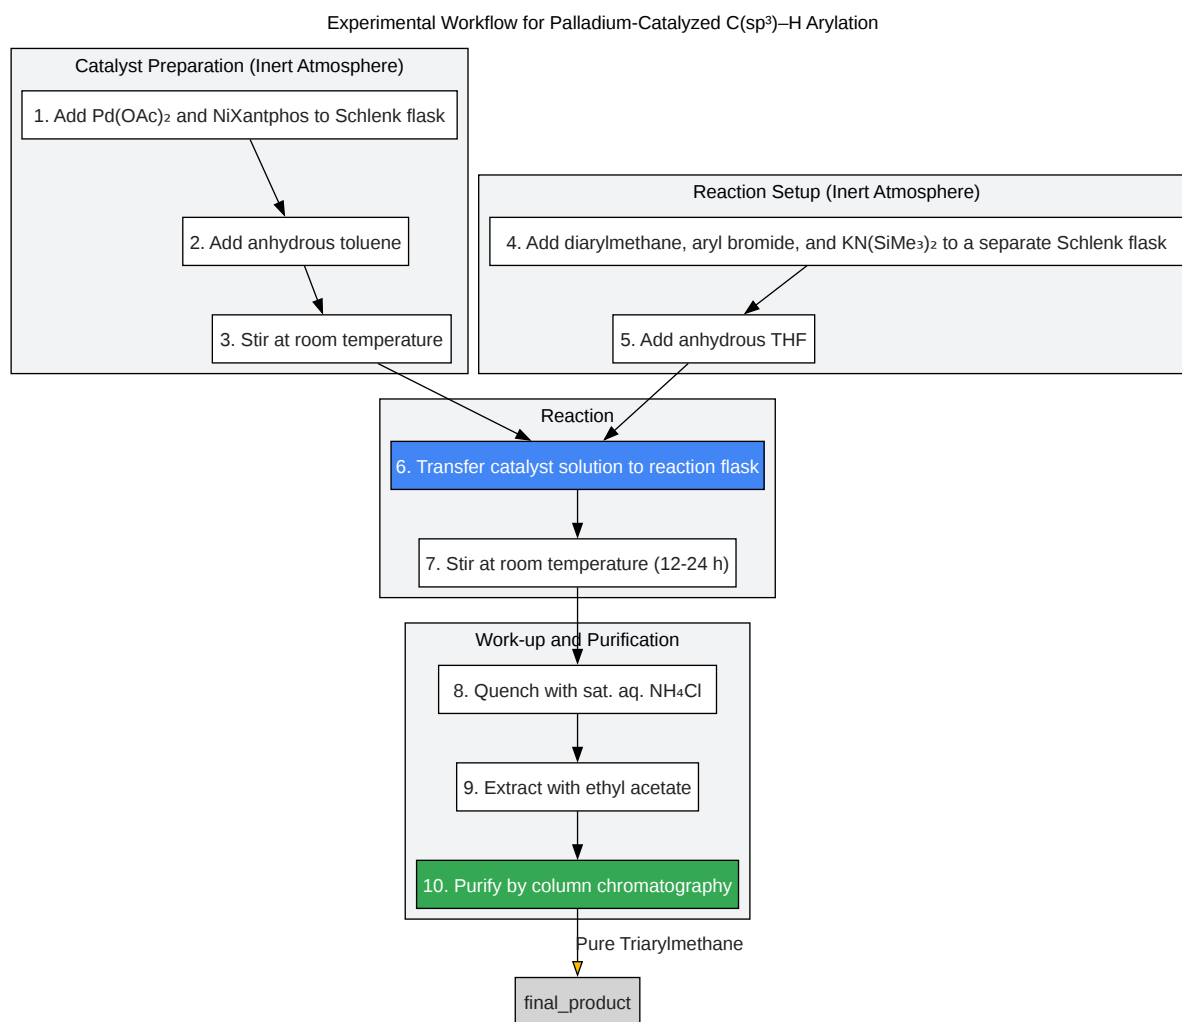 Experimental Workflow for Palladium-Catalyzed C(sp³)–H Arylation
Catalyst Preparation (Inert Atmosphere)
1. Add Pd(OAc)₂ and NiXantphos to Schlenk flask
2. Add anhydrous toluene
3. Stir at room temperature
Reaction Setup (Inert Atmosphere)
4. Add diarylmethane, aryl bromide, and KN(SiMe₃)₂ to a separate Schlenk flask
5. Add anhydrous THF
Reaction
6. Transfer catalyst solution to reaction flask
7. Stir at room temperature (12-24 h)
Work-up and Purification
8. Quench with sat. aq. NH₄Cl
9. Extract with ethyl acetate
10. Purify by column chromatography
Pure Triarylmethane
final_product